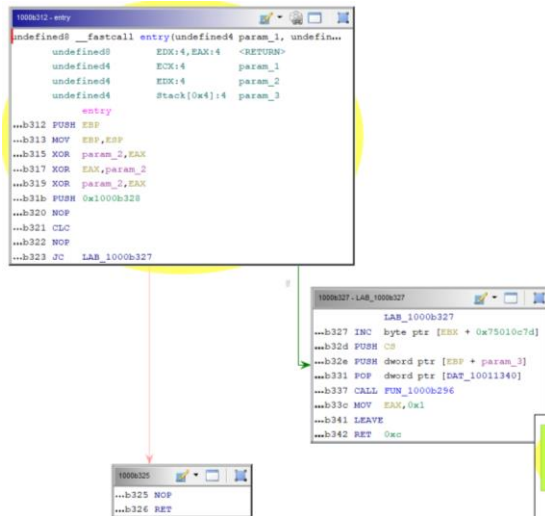 1000b312 - entry
undefined8 __fastcall entry(undefined4 param_1, undefin...
undefined8 EDX:4,EAX:4 <RETURN>
undefined4 ECX:4 param_1
undefined4 EDX:4 param_2
undefined4 Stack[0x4]:4 param_3
entry
...b312 PUSH EBP
...b313 MOV EBP,ESP
...b315 XOR param_2,EAX
...b317 XOR EAX,param_2
...b319 XOR param_2,EAX
...b31b PUSH 0x1000b328
...b320 NOP
...b321 CLC
...b322 NOP
...b323 JC LAB_1000b327
1000b327 - LAB_1000b327
LAB_1000b327
...b327 INC byte ptr [EBX + 0x75010c7d]
...b32d PUSH CS
...b32e PUSH dword ptr [EBP + param_3]
...b331 POP dword ptr [DAT_10011340]
...b337 CALL FUN_1000b296
...b33c MOV EAX,0x1
...b341 LEAVE
...b342 RET 0xc
1000b325
...b325 NOP
...b326 RET